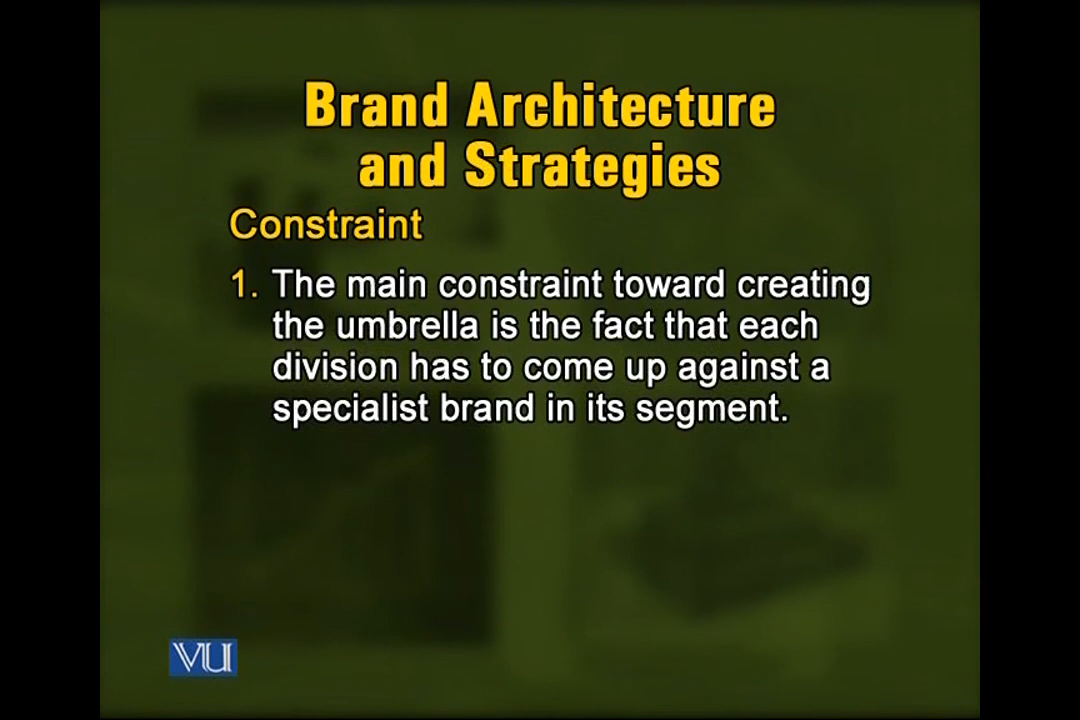 Brand Architecture
and Strategies
Constraint
1. The main constraint toward creating
the umbrella is the fact that each
division has to come up against a
specialist brand in its segment.
VU